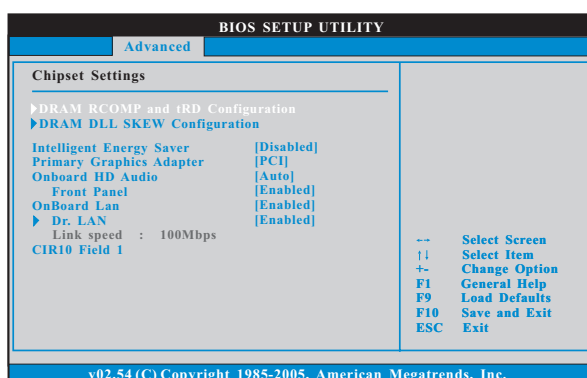 BIOS SETUP UTILITY
Advanced
Chipset Settings
DRAM RCOMP and tRD Configuration
DRAM DLL SKEW Configuration
Intelligent Energy Saver [Disabled]
Primary Graphics Adapter [PCI]
Onboard HD Audio [Auto]
Front Panel [Enabled]
OnBoard Lan [Enabled]
Dr. LAN [Enabled]
Link speed : 100Mbps
CIR10 Field 1
←→ Select Screen
↑↓ Select Item
+- Change Option
F1 General Help
F9 Load Defaults
F10 Save and Exit
ESC Exit
v02.54 (C) Copyright 1985-2005, American Megatrends, Inc.